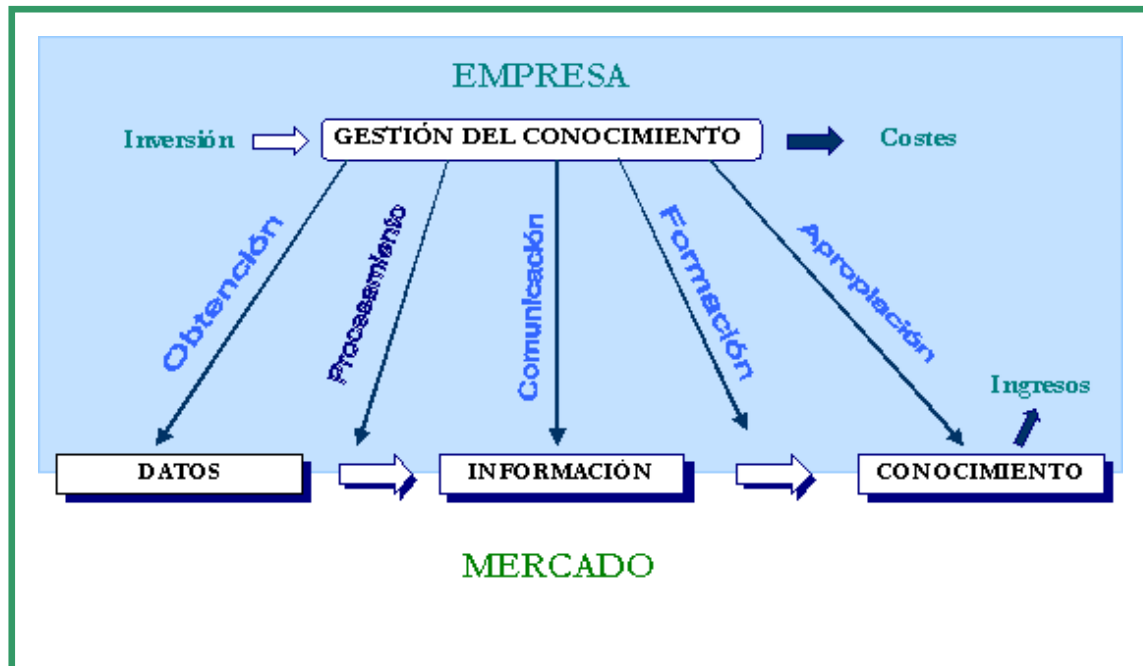 EMPRESA
Inversión
GESTIÓN DEL CONOCIMIENTO
Costes
Obtención
Procesamiento
Comunicación
Formación
Apropiación
Ingresos
DATOS
INFORMACIÓN
CONOCIMIENTO
MERCADO